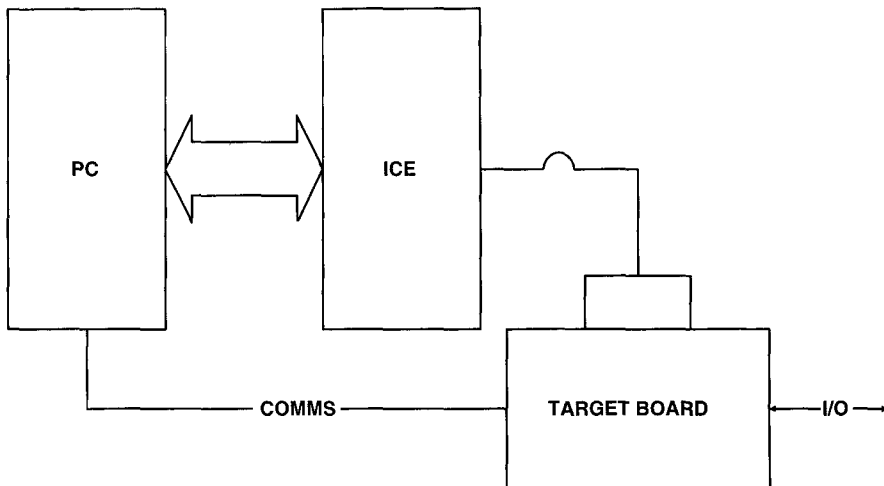 PC
ICE
COMMS
TARGET BOARD
I/O